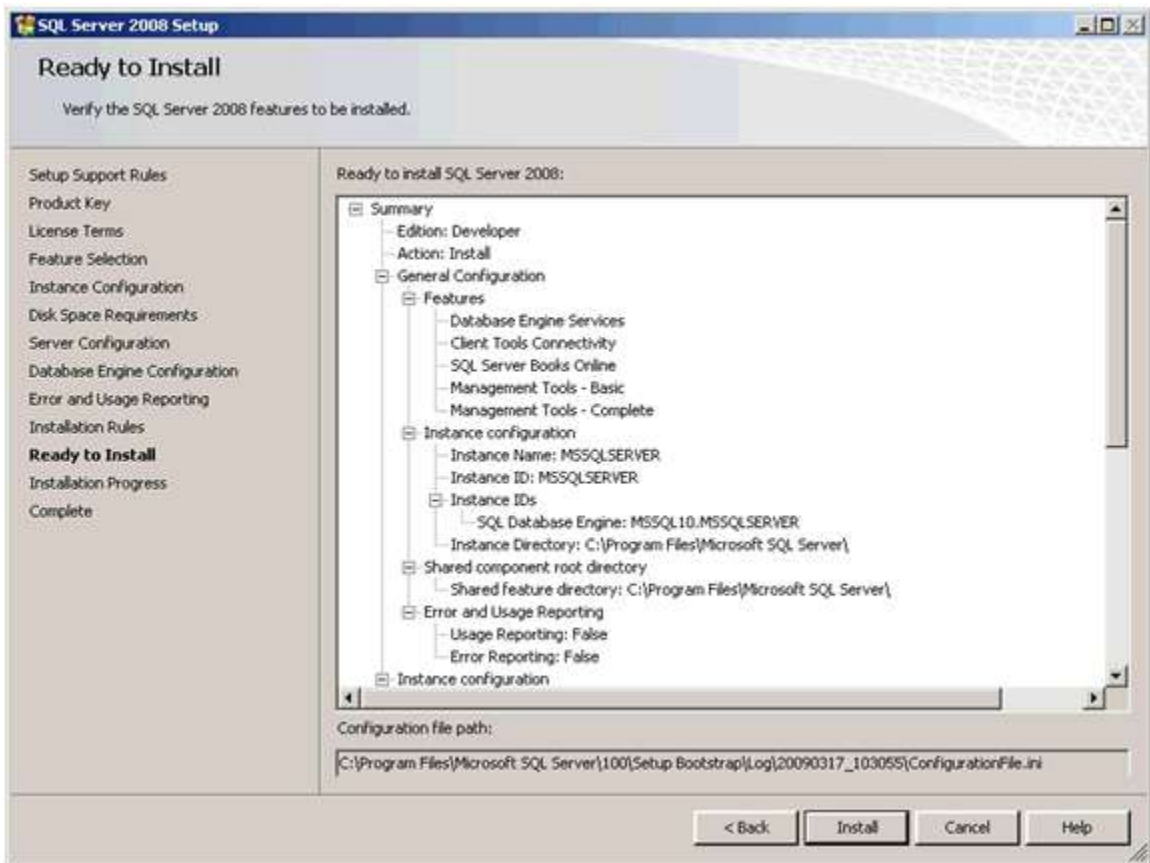 SQL Server 2008 Setup
Ready to Install
Verify the SQL Server 2008 features to be installed.
Setup Support Rules
Product Key
License Terms
Feature Selection
Instance Configuration
Disk Space Requirements
Server Configuration
Database Engine Configuration
Error and Usage Reporting
Installation Rules
Ready to Install
Installation Progress
Complete
Ready to install SQL Server 2008:
Summary
Edition: Developer
Action: Install
General Configuration
Features
Database Engine Services
Client Tools Connectivity
SQL Server Books Online
Management Tools - Basic
Management Tools - Complete
Instance configuration
Instance Name: MSSQLSERVER
Instance ID: MSSQLSERVER
Instance IDs
SQL Database Engine: MSSQL10.MSSQLSERVER
Instance Directory: C:\Program Files\Microsoft SQL Server\
Shared component root directory
Shared feature directory: C:\Program Files\Microsoft SQL Server\
Error and Usage Reporting
Usage Reporting: False
Error Reporting: False
Instance configuration
Configuration file path:
C:\Program Files\Microsoft SQL Server\100\Setup Bootstrap\Log\20090317_103055\ConfigurationFile.ini
< Back Install Cancel Help